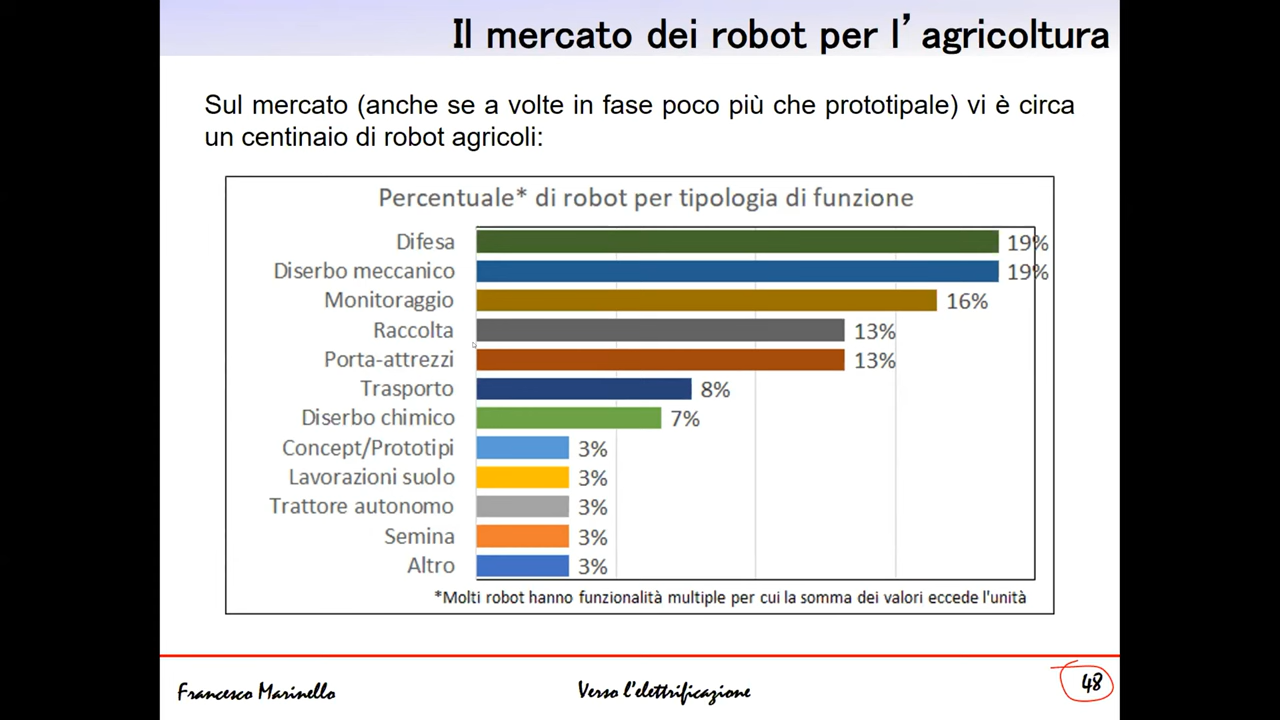 Il mercato dei robot per l’agricoltura
Sul mercato (anche se a volte in fase poco più che prototipale) vi è circa
un centinaio di robot agricoli:
Percentuale* di robot per tipologia di funzione
Difesa 19%
Diserbo meccanico 19%
Monitoraggio 16%
Raccolta 13%
Porta-attrezzi 13%
Trasporto 8%
Diserbo chimico 7%
Concept/Prototipi 3%
Lavorazioni suolo 3%
Trattore autonomo 3%
Semina 3%
Altro 3%
*Molti robot hanno funzionalità multiple per cui la somma dei valori eccede l'unità
Francesco Marinello Verso l'elettrificazione 48